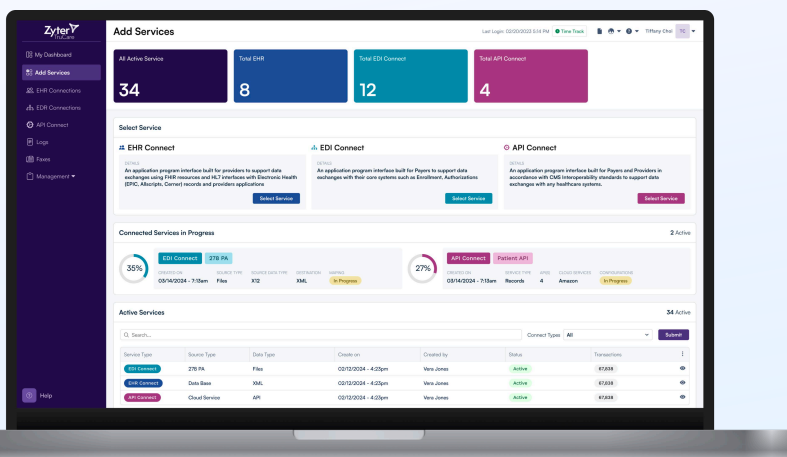 Zyter
TruCare
Add Services
Last Login: 02/20/2023 5:14 PM
Time Track
Tiffany Choi
TC
My Dashboard
Add Services
EHR Connections
EDR Connections
API Connect
Logs
Faxes
Management
Help
All Active Service
34
Total EHR
8
Total EDI Connect
12
Total API Connect
4
Select Service
EHR Connect
DETAILS
An application program interface built for providers to support data
exchanges using FHIR resources and HL7 interfaces with Electronic Health
(EPIC, Allscripts, Cerner) records and providers applications
Select Service
EDI Connect
DETAILS
An application program interface built for Payers to support data
exchanges with their core systems such as Enrollment, Authorizations
Select Service
API Connect
DETAILS
An application program interface built for Payers and Providers in
accordance with CMS Interoperability standards to support data
exchanges with any healthcare systems.
Select Service
Connected Services in Progress
2 Active
35%
EDI Connect 278 PA
CREATED ON SOURCE TYPE SOURCE DATA TYPE DESTINATION MAPING
03/14/2024 - 7:13am Files X12 XML In Progress
27%
API Connect Patient API
CREATED ON SERVICE TYPE API(S) CLOUD SERVICES CONFIGURATIONS
03/14/2024 - 7:13am Records 4 Amazon In Progress
Active Services
34 Active
Search...
Connect Types All
Submit
Service Type Source Type Data Type Create on Created by Status Transactions
EDI Connect 278 PA Files 02/12/2024 - 4:23pm Vera Jones Active 67,838
EHR Connect Data Base XML 02/12/2024 - 4:23pm Vera Jones Active 67,838
API Connect Cloud Service API 02/12/2024 - 4:23pm Vera Jones Active 67,838